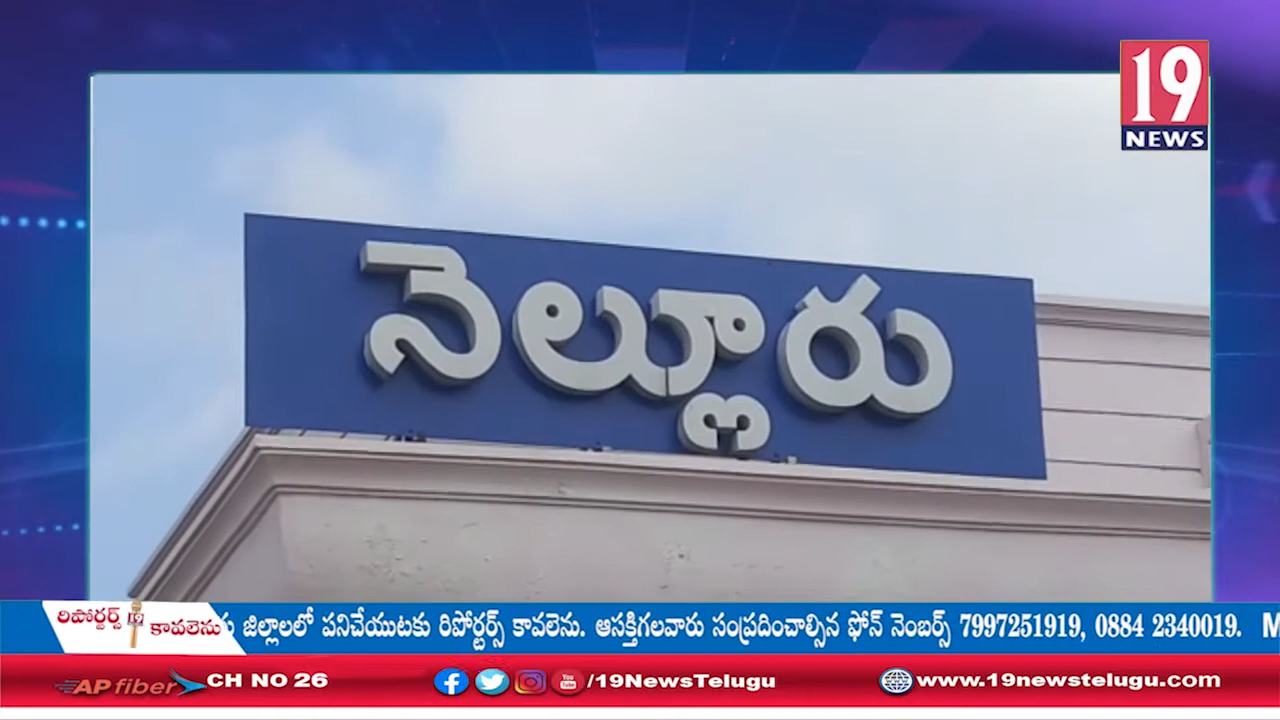 19
NEWS
నెల్లూరు
రిపోర్టర్స్ 19 కావలెను
జిల్లాలలో పనిచేయుటకు రిపోర్టర్స్ కావలెను. ఆసక్తిగలవారు సంప్రదించాల్సిన ఫోన్ నెంబర్స్ 7997251919, 0884 2340019.
AP fiber CH NO 26 /19NewsTelugu www.19newstelugu.com